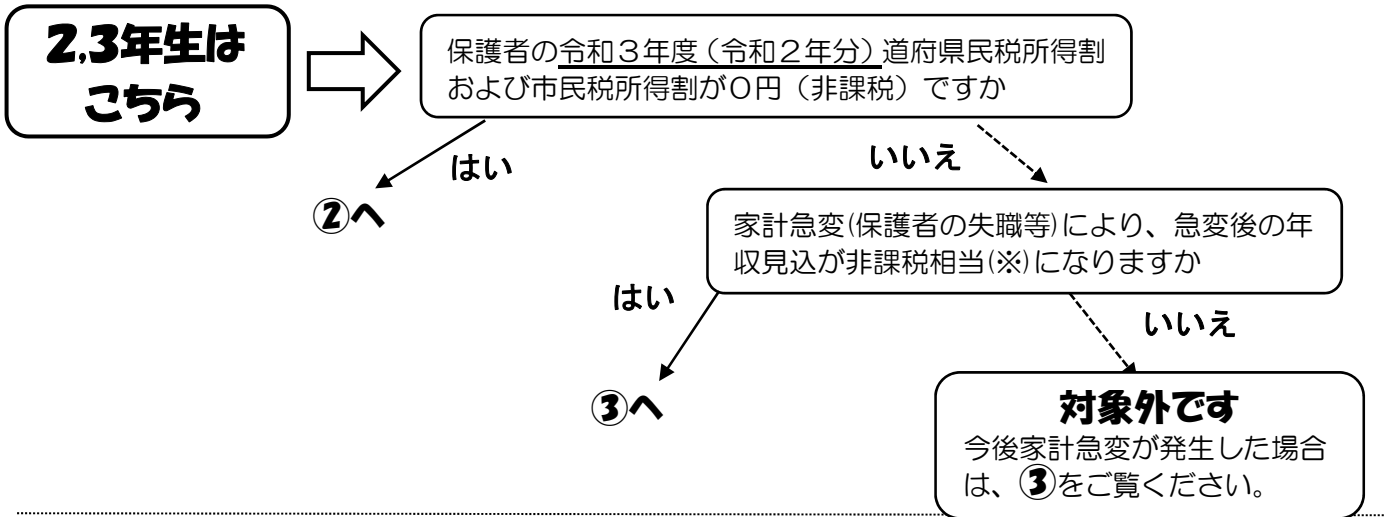 2,3年生は
こちら
保護者の令和３年度（令和２年分）道府県民税所得割
および市民税所得割が０円（非課税）ですか
はい
いいえ
②へ
家計急変(保護者の失職等)により、急変後の年
収見込が非課税相当(※)になりますか
はい
いいえ
③へ
対象外です
今後家計急変が発生した場合
は、③をご覧ください。